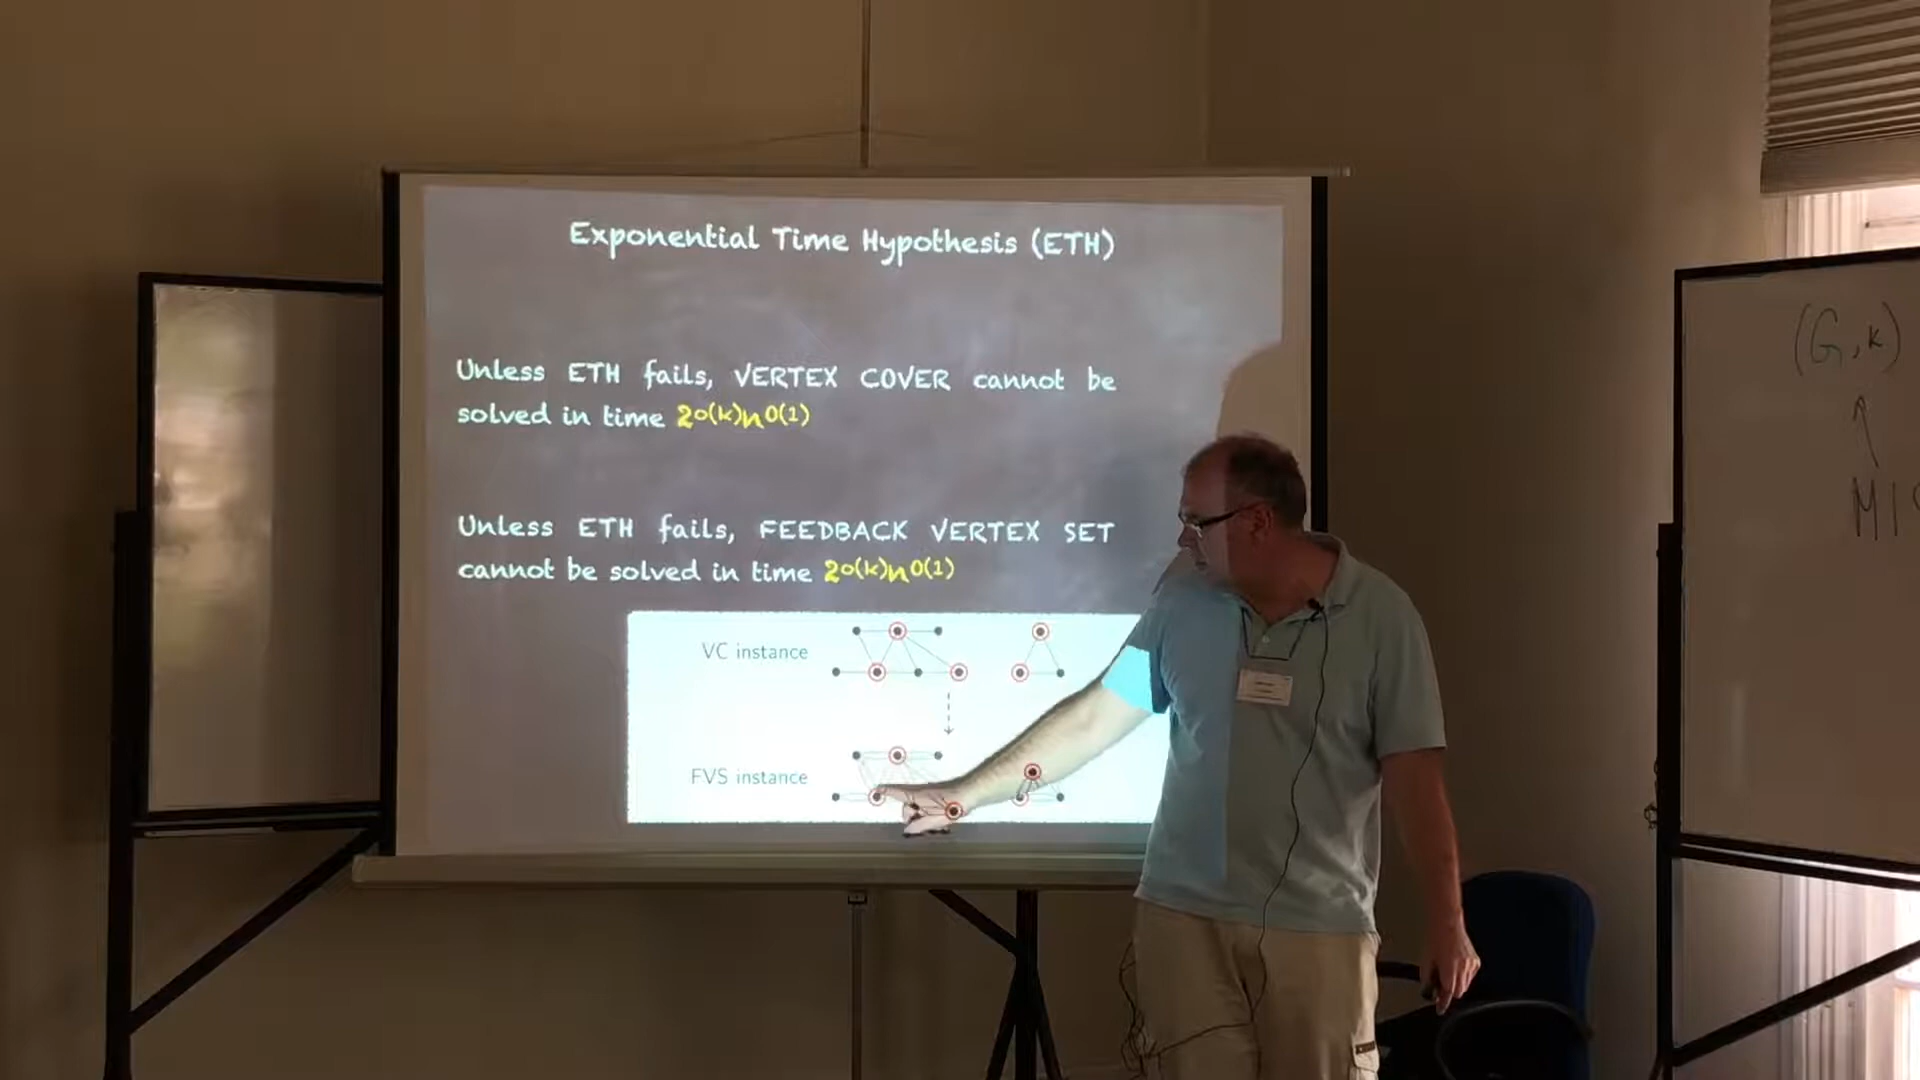 Exponential Time Hypothesis (ETH)
Unless ETH fails, VERTEX COVER cannot be
solved in time 2^o(k)n^O(1)
Unless ETH fails, FEEDBACK VERTEX SET
cannot be solved in time 2^o(k)n^O(1)
VC instance
FVS instance
(G,k)